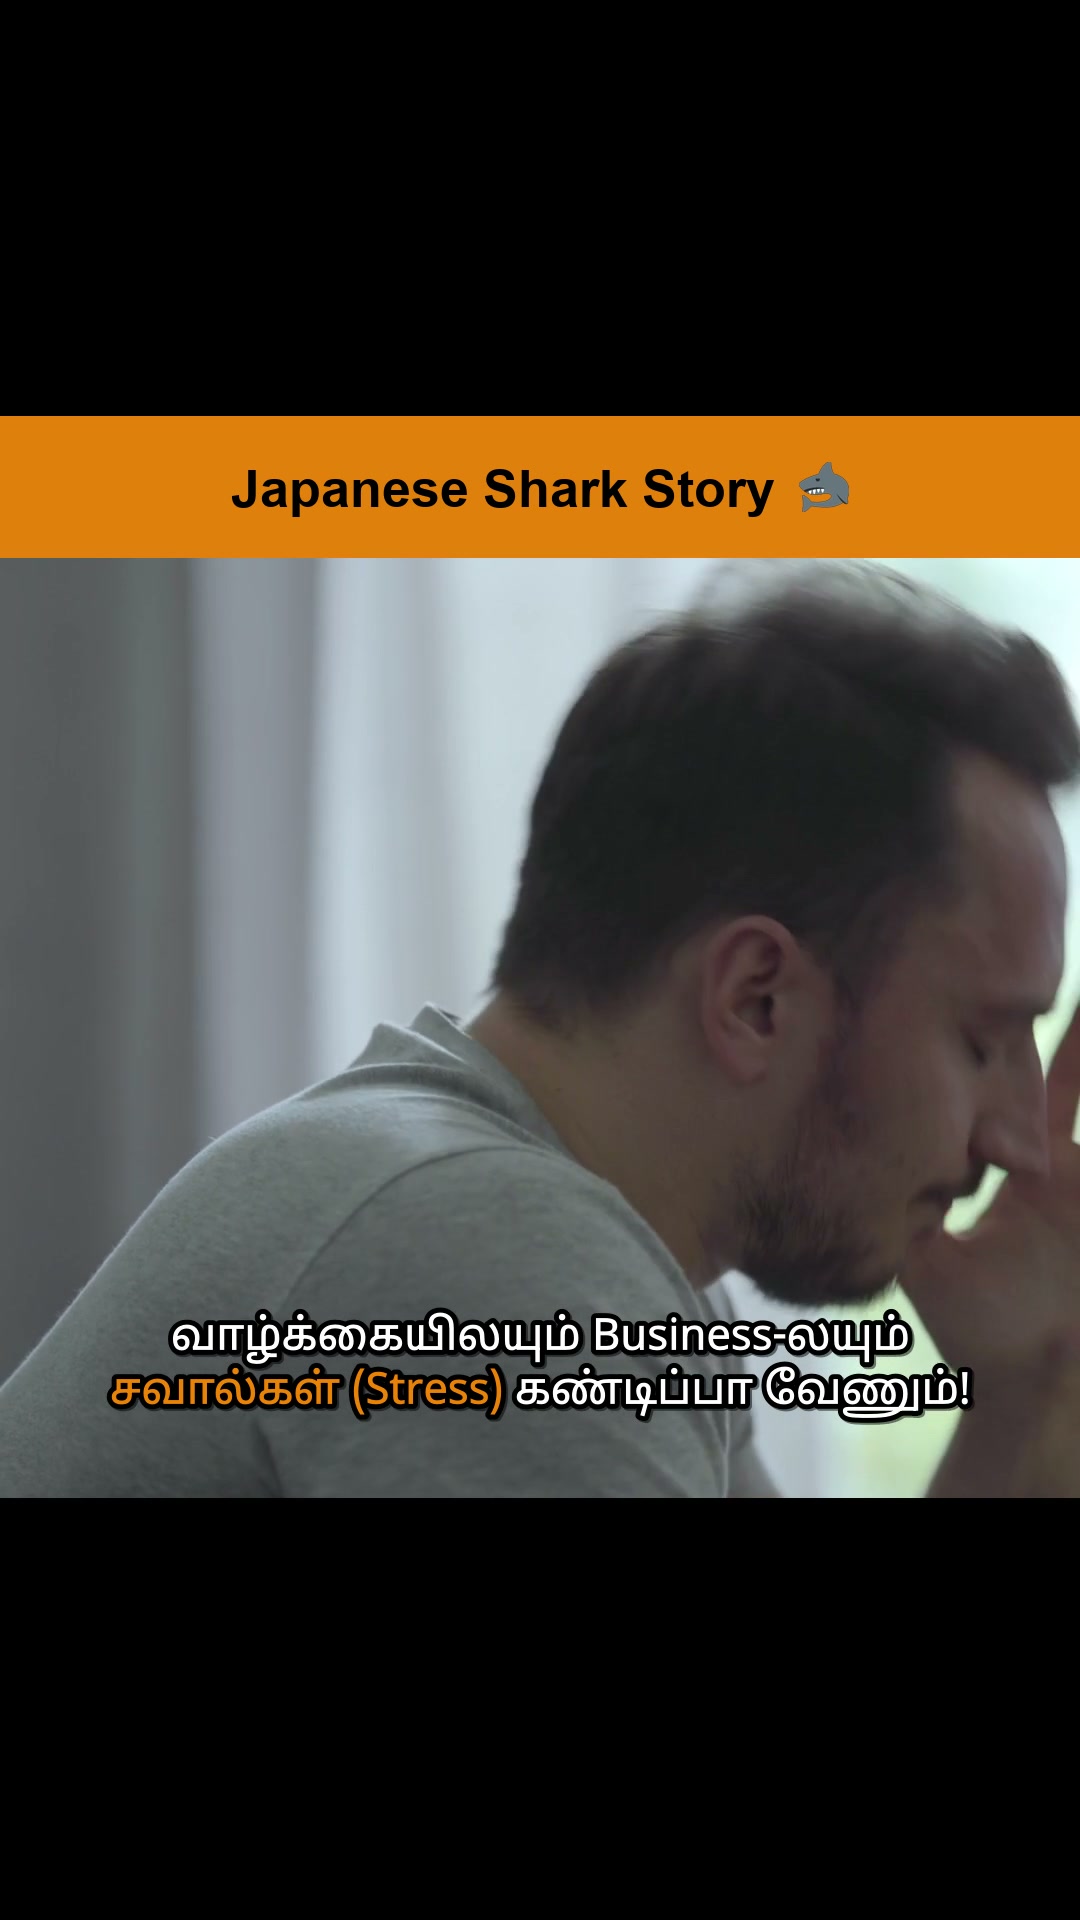 Japanese Shark Story 🦈
வாழ்க்கையிலயும் Business-லயும்
சவால்கள் (Stress) கண்டிப்பா வேணும்!